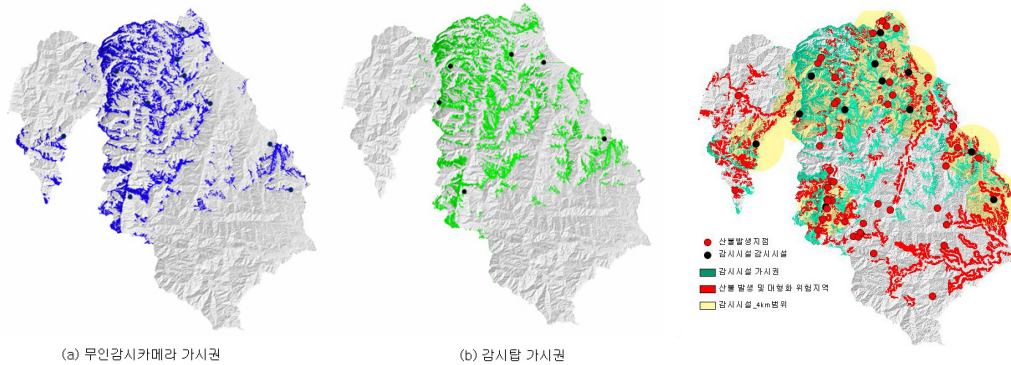 산불발생지점
감시시설 감시시설
감시시설 가시권
산불 발생 및 대형화 위험지역
감시시설_4km범위
(a) 무인감시카메라 가시권
(b) 감시탑 가시권